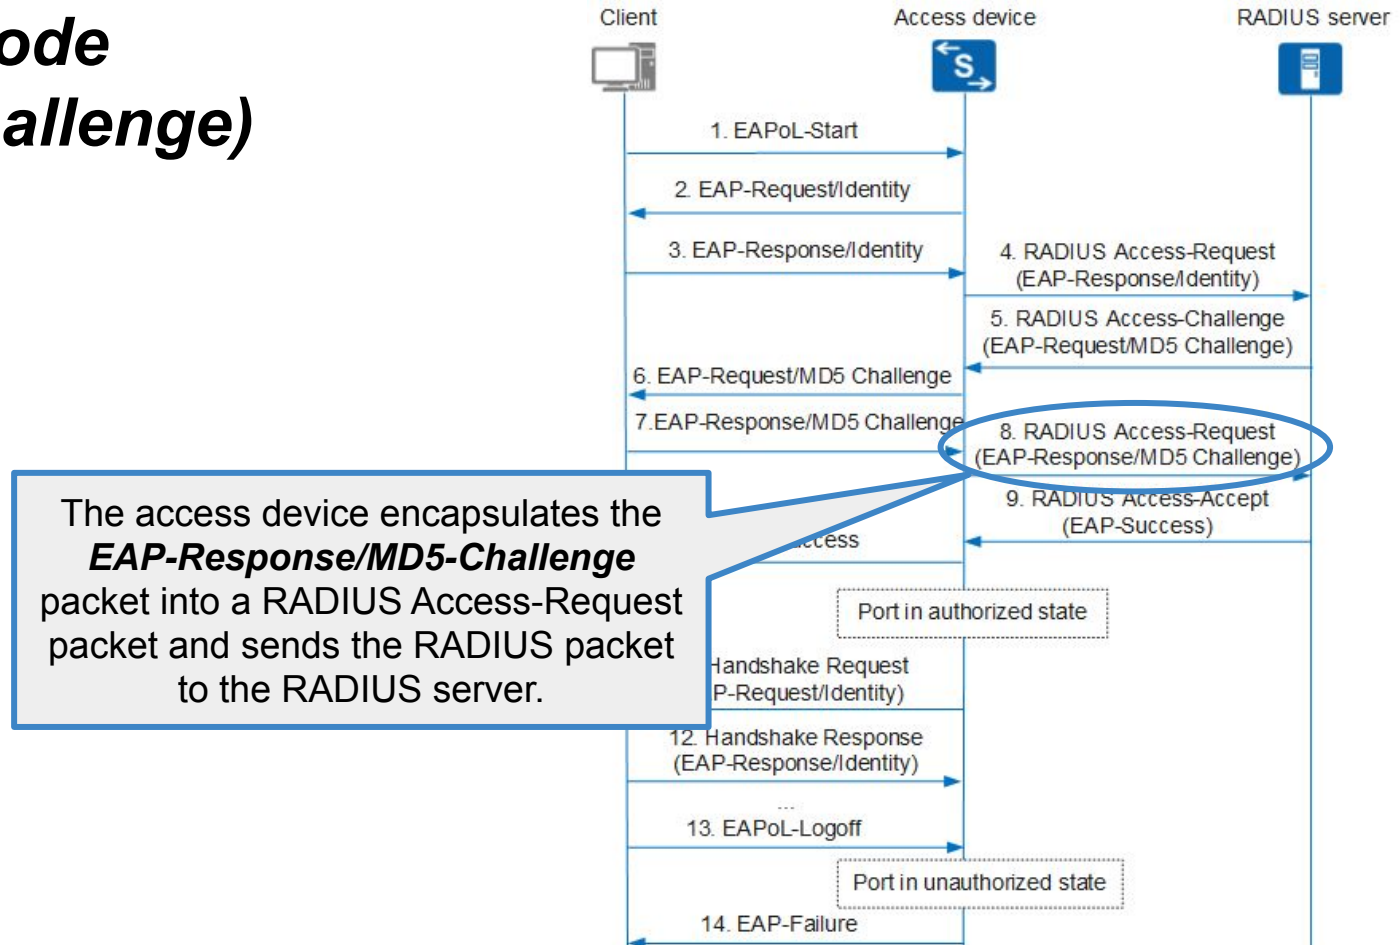 Client
Access device
RADIUS server
S
1. EAPoL-Start
2. EAP-Request/Identity
3. EAP-Response/Identity
4. RADIUS Access-Request
(EAP-Response/Identity)
5. RADIUS Access-Challenge
(EAP-Request/MD5 Challenge)
6. EAP-Request/MD5 Challenge
7.EAP-Response/MD5 Challenge
8. RADIUS Access-Request
(EAP-Response/MD5 Challenge)
9. RADIUS Access-Accept
(EAP-Success)
The access device encapsulates the
EAP-Response/MD5-Challenge
packet into a RADIUS Access-Request
packet and sends the RADIUS packet
to the RADIUS server.
Port in authorized state
Handshake Request
P-Request/Identity)
12. Handshake Response
(EAP-Response/Identity)
...
13. EAPoL-Logoff
Port in unauthorized state
14. EAP-Failure